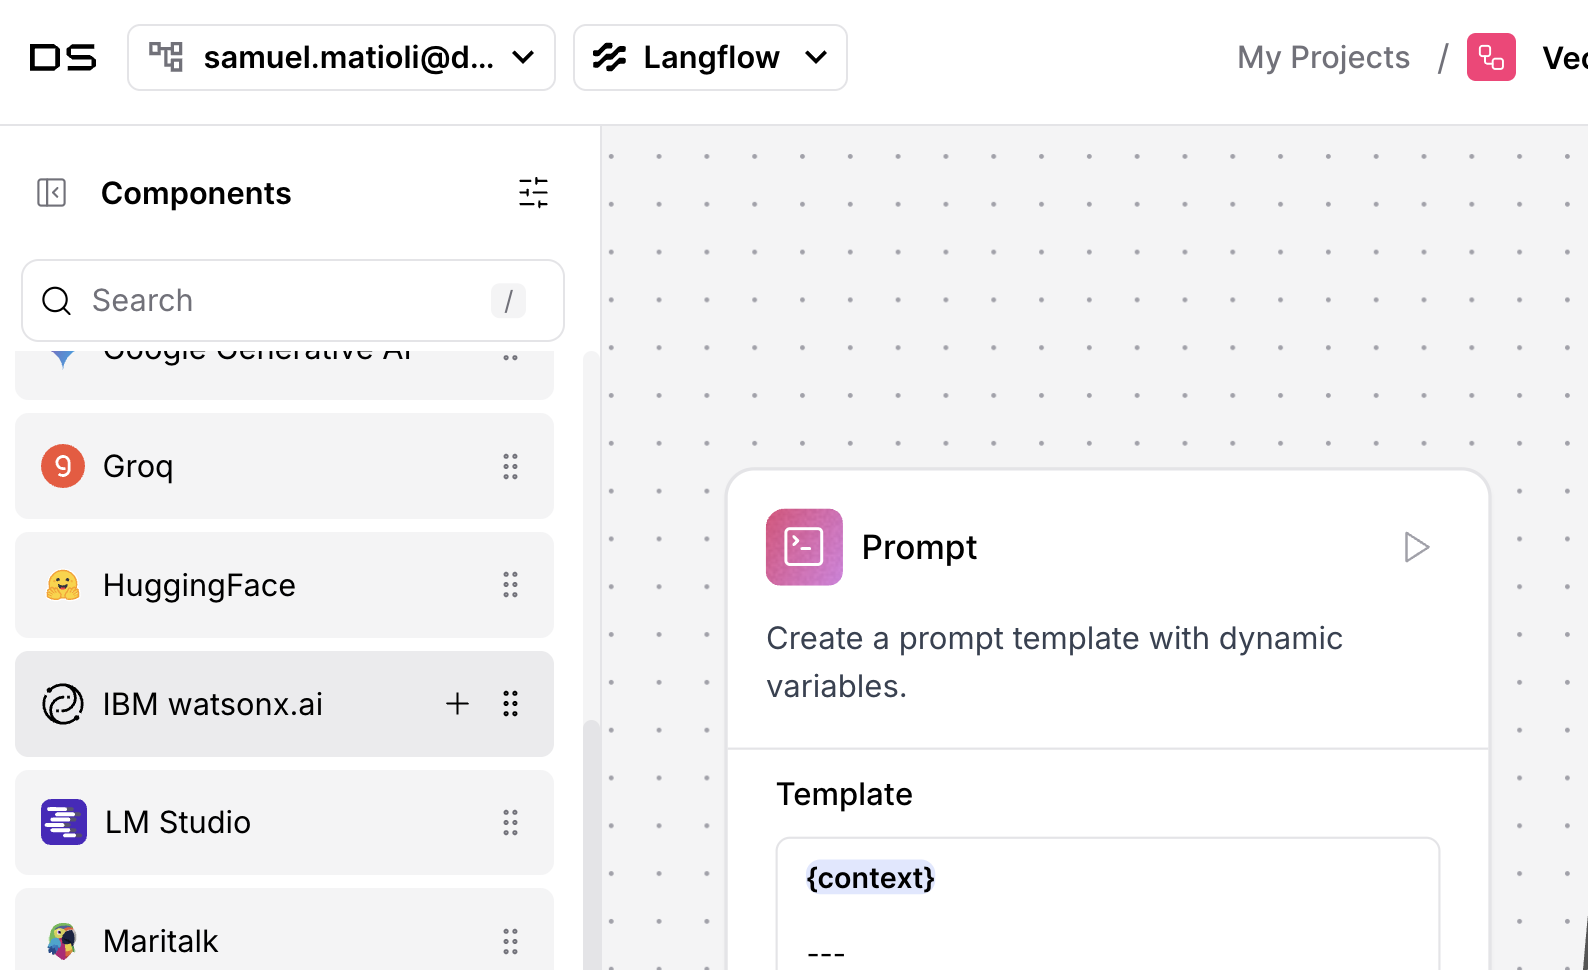 DS
samuel.matioli@d...
Langflow
My Projects / Vec
Components
Search /
Google Generative AI
Groq
HuggingFace
IBM watsonx.ai
LM Studio
Maritalk
Prompt
Create a prompt template with dynamic
variables.
Template
{context}
---